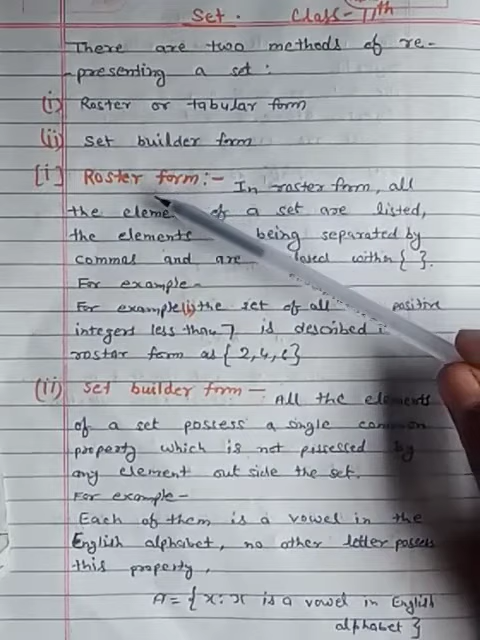 Set. Class-11th
There are two methods of re-
-presenting a set:
(i) Roster or tabular form
(ii) Set builder form
[i] Roster form:- In roster form, all
the eleme of a set are listed,
the elements being separated by
commas and are losed within { }.
For example-
For example(i) the set of all positive
integers less than 7 is described i
roster form as { 2, 4, 6}
(ii) Set builder form - All the elements
of a set possess a single common
property which is not possessed by
any element out side the set.
For example-
Each of them is a vowel in the
English alphabet, no other letter possess
this property,
A = { x: x is a vowel in English
alphabet }